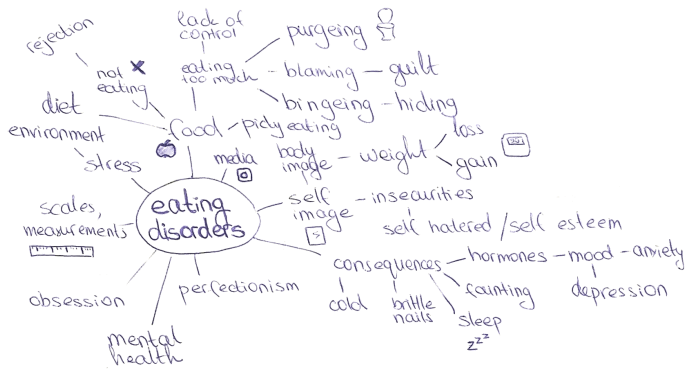 rejection
lack of
control
purgeing
not
eating
eating
too much
blaming
guilt
bingeing
hiding
diet
food
picky eating
environment
stress
media
body
image
weight
loss
gain
scales,
measurements
eating
disorders
self
image
insecurities
self hatered / self esteem
consequences
hormones
mood
anxiety
depression
fainting
cold
brittle
nails
sleep
zzz
obsession
perfectionism
mental
health